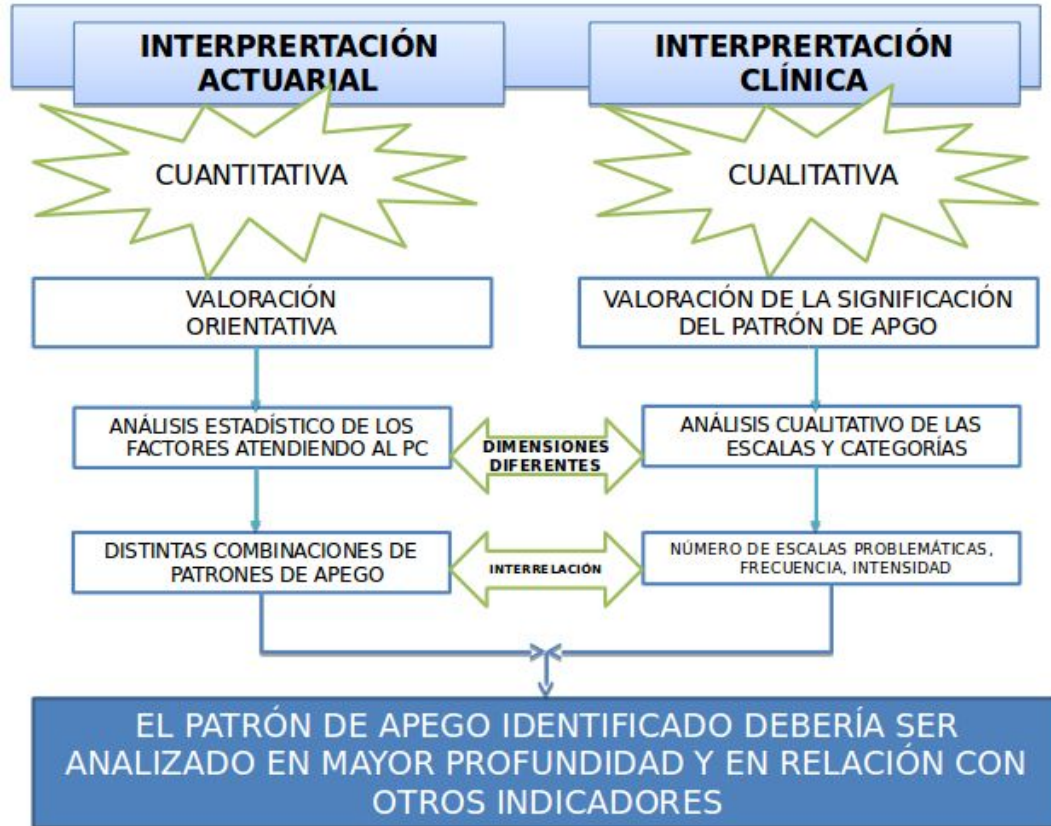 INTERPRERTACIÓN
ACTUARIAL
INTERPRERTACIÓN
CLÍNICA
CUANTITATIVA
CUALITATIVA
VALORACIÓN
ORIENTATIVA
VALORACIÓN DE LA SIGNIFICACIÓN
DEL PATRÓN DE APGO
ANÁLISIS ESTADÍSTICO DE LOS
FACTORES ATENDIENDO AL PC
DIMENSIONES
DIFERENTES
ANÁLISIS CUALITATIVO DE LAS
ESCALAS Y CATEGORÍAS
DISTINTAS COMBINACIONES DE
PATRONES DE APEGO
INTERRELACIÓN
NÚMERO DE ESCALAS PROBLEMÁTICAS,
FRECUENCIA, INTENSIDAD
EL PATRÓN DE APEGO IDENTIFICADO DEBERÍA SER
ANALIZADO EN MAYOR PROFUNDIDAD Y EN RELACIÓN CON
OTROS INDICADORES